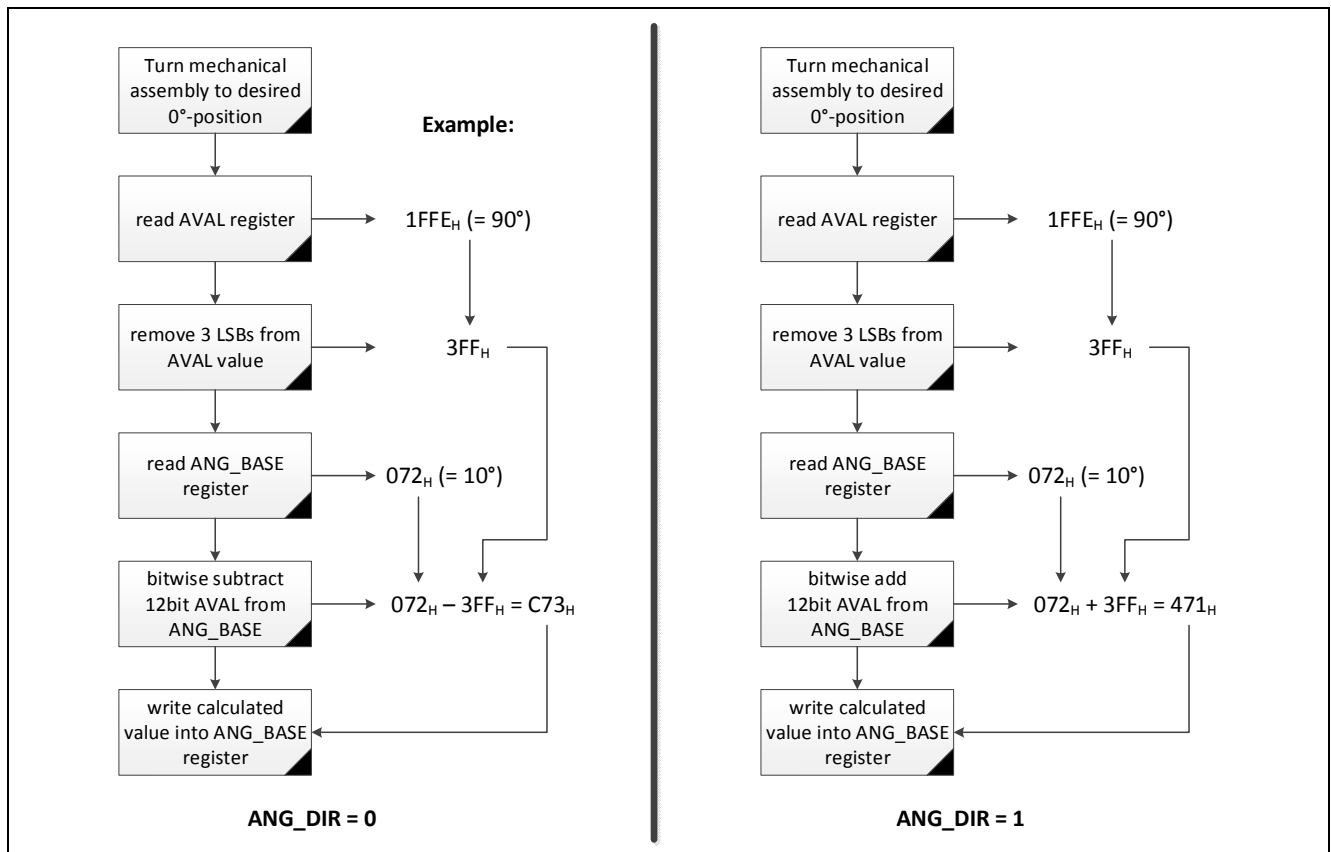 Turn mechanical
assembly to desired
0°-position
Example:
read AVAL register
1FFEH (= 90°)
remove 3 LSBs from
AVAL value
3FFH
read ANG_BASE
register
072H (= 10°)
bitwise subtract
12bit AVAL from
ANG_BASE
072H – 3FFH = C73H
write calculated
value into ANG_BASE
register
ANG_DIR = 0
Turn mechanical
assembly to desired
0°-position
read AVAL register
1FFEH (= 90°)
remove 3 LSBs from
AVAL value
3FFH
read ANG_BASE
register
072H (= 10°)
bitwise add
12bit AVAL from
ANG_BASE
072H + 3FFH = 471H
write calculated
value into ANG_BASE
register
ANG_DIR = 1